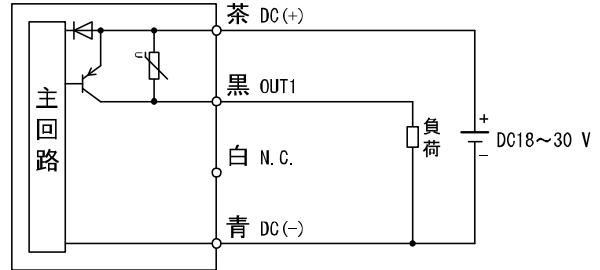 茶 DC(+)
U
主回路
黒 OUT1
負荷
+
DC18～30 V
−
白 N.C.
青 DC(−)